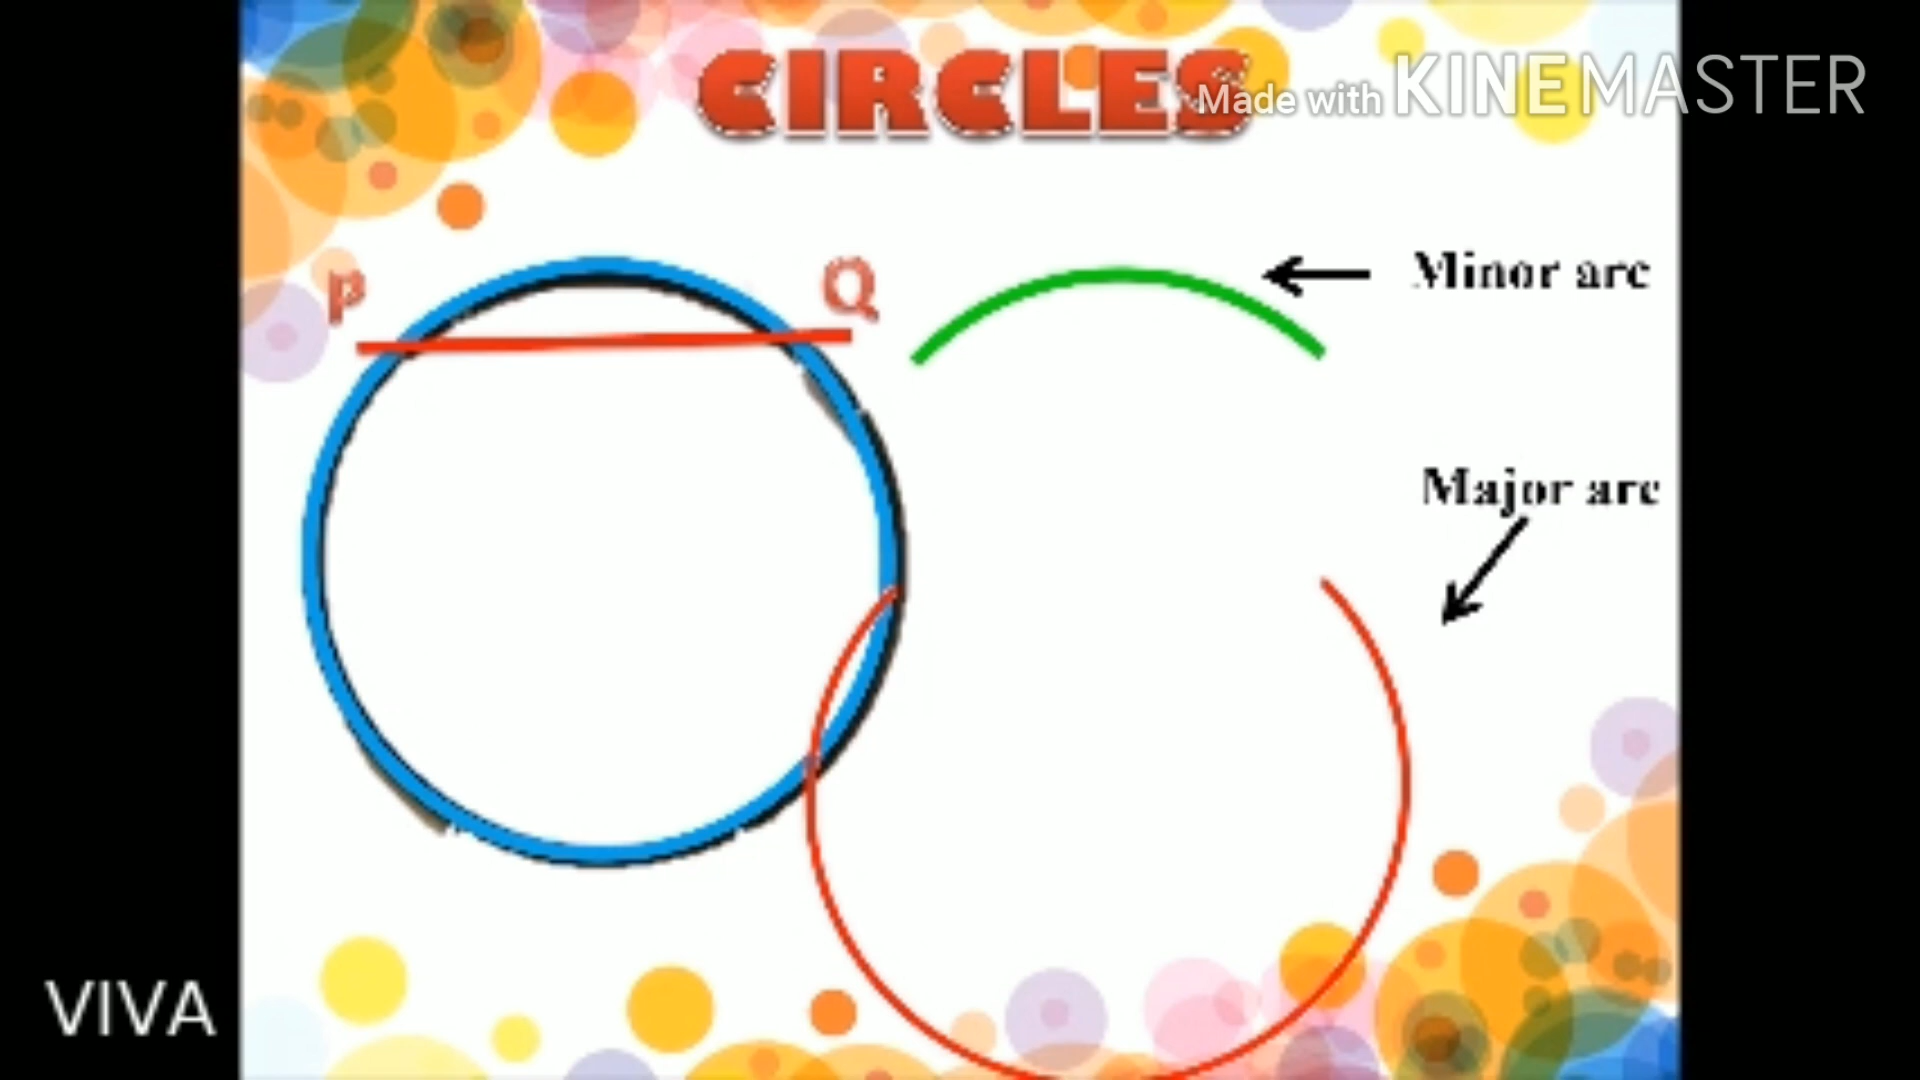 CIRCLES
Made with KINEMASTER
P
Q
Minor arc
Major arc
VIVA